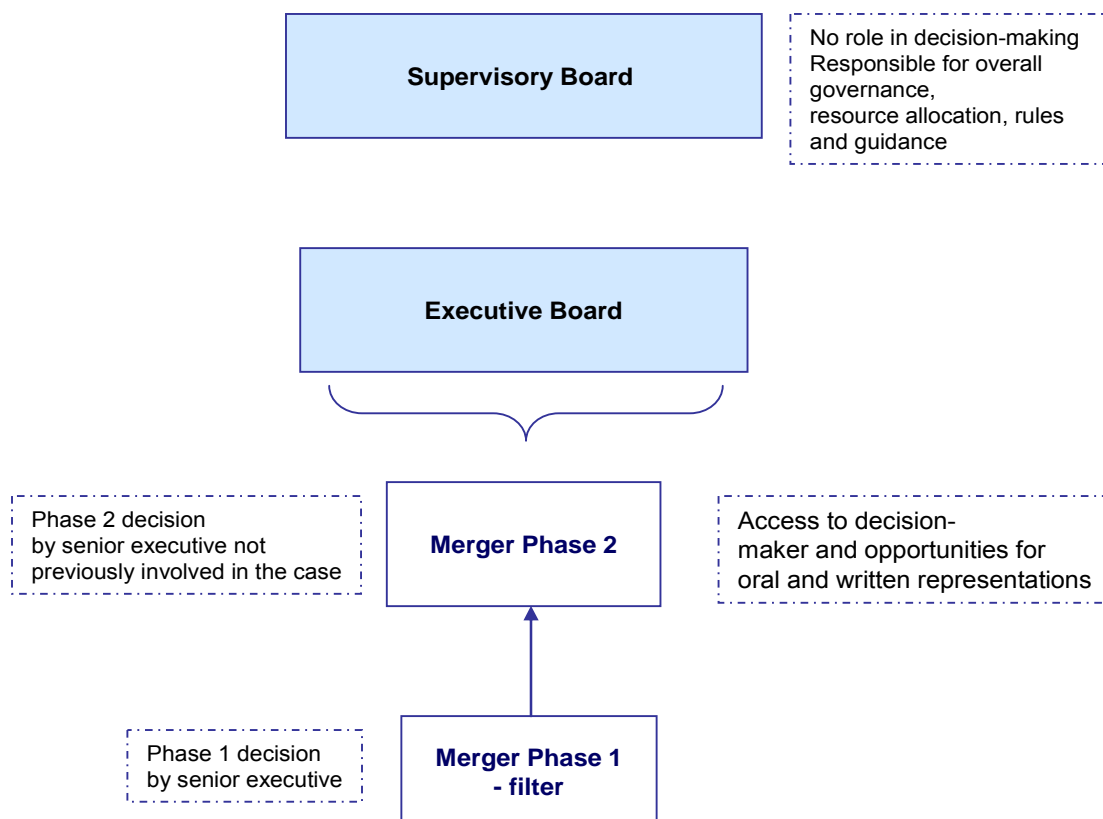 Supervisory Board
No role in decision-making
Responsible for overall
governance,
resource allocation, rules
and guidance
Executive Board
Phase 2 decision
by senior executive not
previously involved in the case
Merger Phase 2
Access to decision-
maker and opportunities for
oral and written representations
Phase 1 decision
by senior executive
Merger Phase 1
- filter